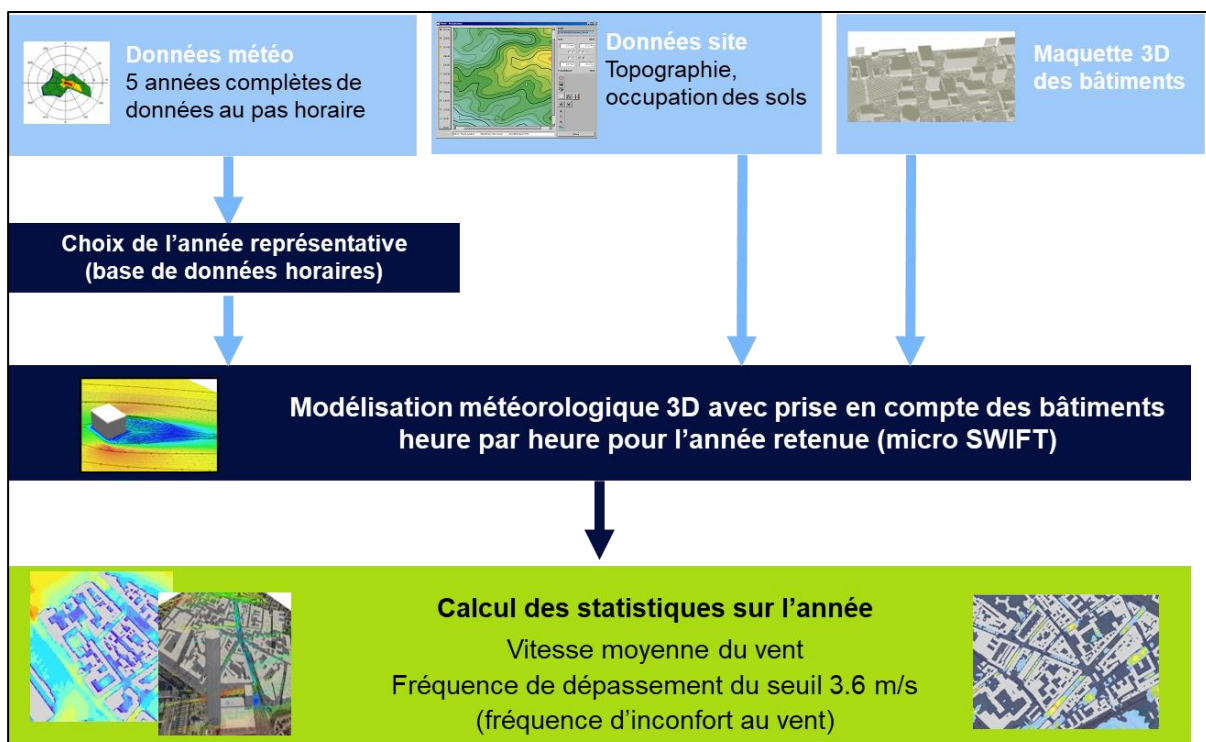 Données météo
5 années complètes de
données au pas horaire
Données site
Topographie,
occupation des sols
Maquette 3D
des bâtiments
Choix de l’année représentative
(base de données horaires)
Modélisation météorologique 3D avec prise en compte des bâtiments
heure par heure pour l’année retenue (micro SWIFT)
Calcul des statistiques sur l’année
Vitesse moyenne du vent
Fréquence de dépassement du seuil 3.6 m/s
(fréquence d’inconfort au vent)